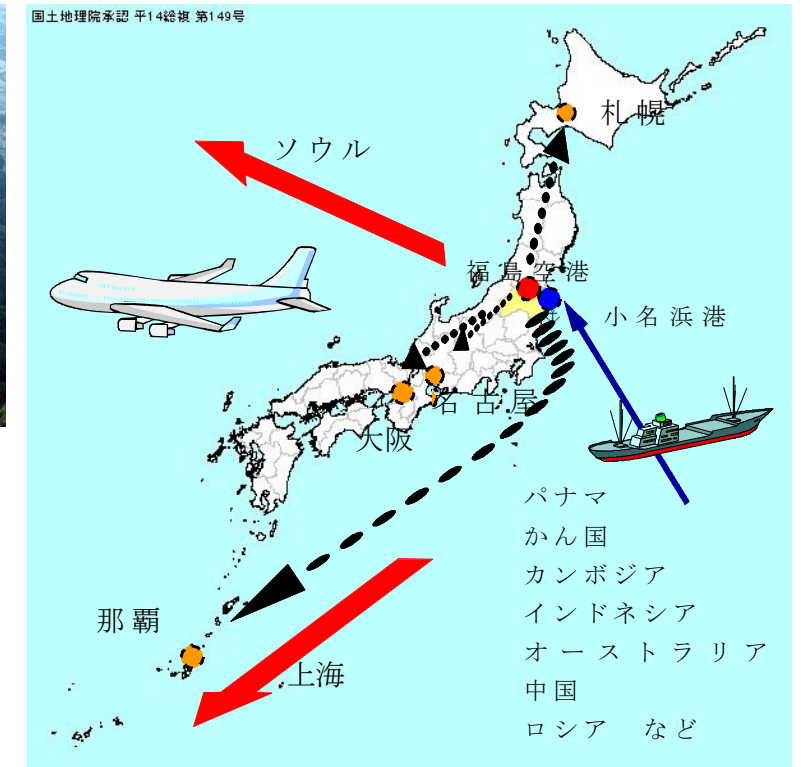 国土地理院承認 平14総複 第149号
札幌
ソウル
福島空港
小名浜港
名古屋
大阪
パナマ
かん国
カンボジア
インドネシア
オーストラリア
中国
ロシア など
那覇
上海